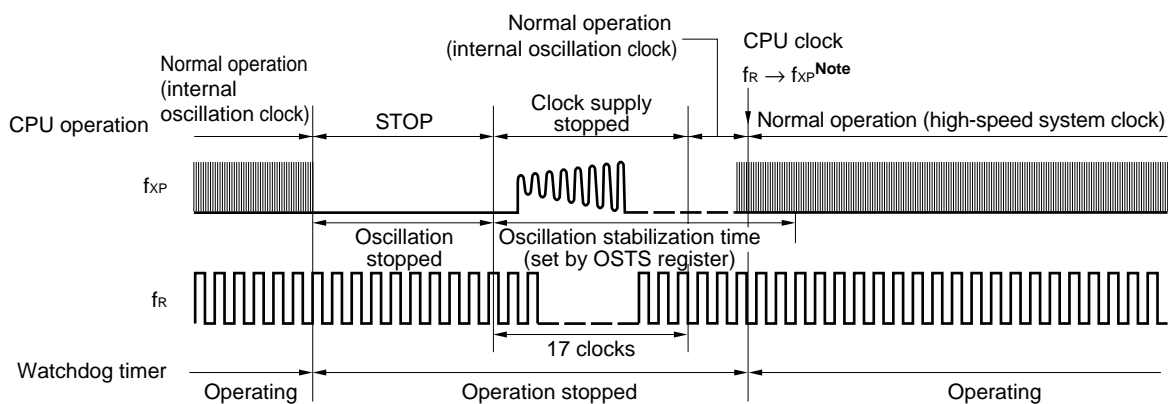 Normal operation
(internal oscillation clock)
CPU clock
fR → fXPNote
Normal operation
(internal
oscillation clock)
Clock supply
stopped
CPU operation
STOP
Normal operation (high-speed system clock)
fXP
Oscillation
stopped
Oscillation stabilization time
(set by OSTS register)
fR
17 clocks
Watchdog timer
Operating
Operation stopped
Operating